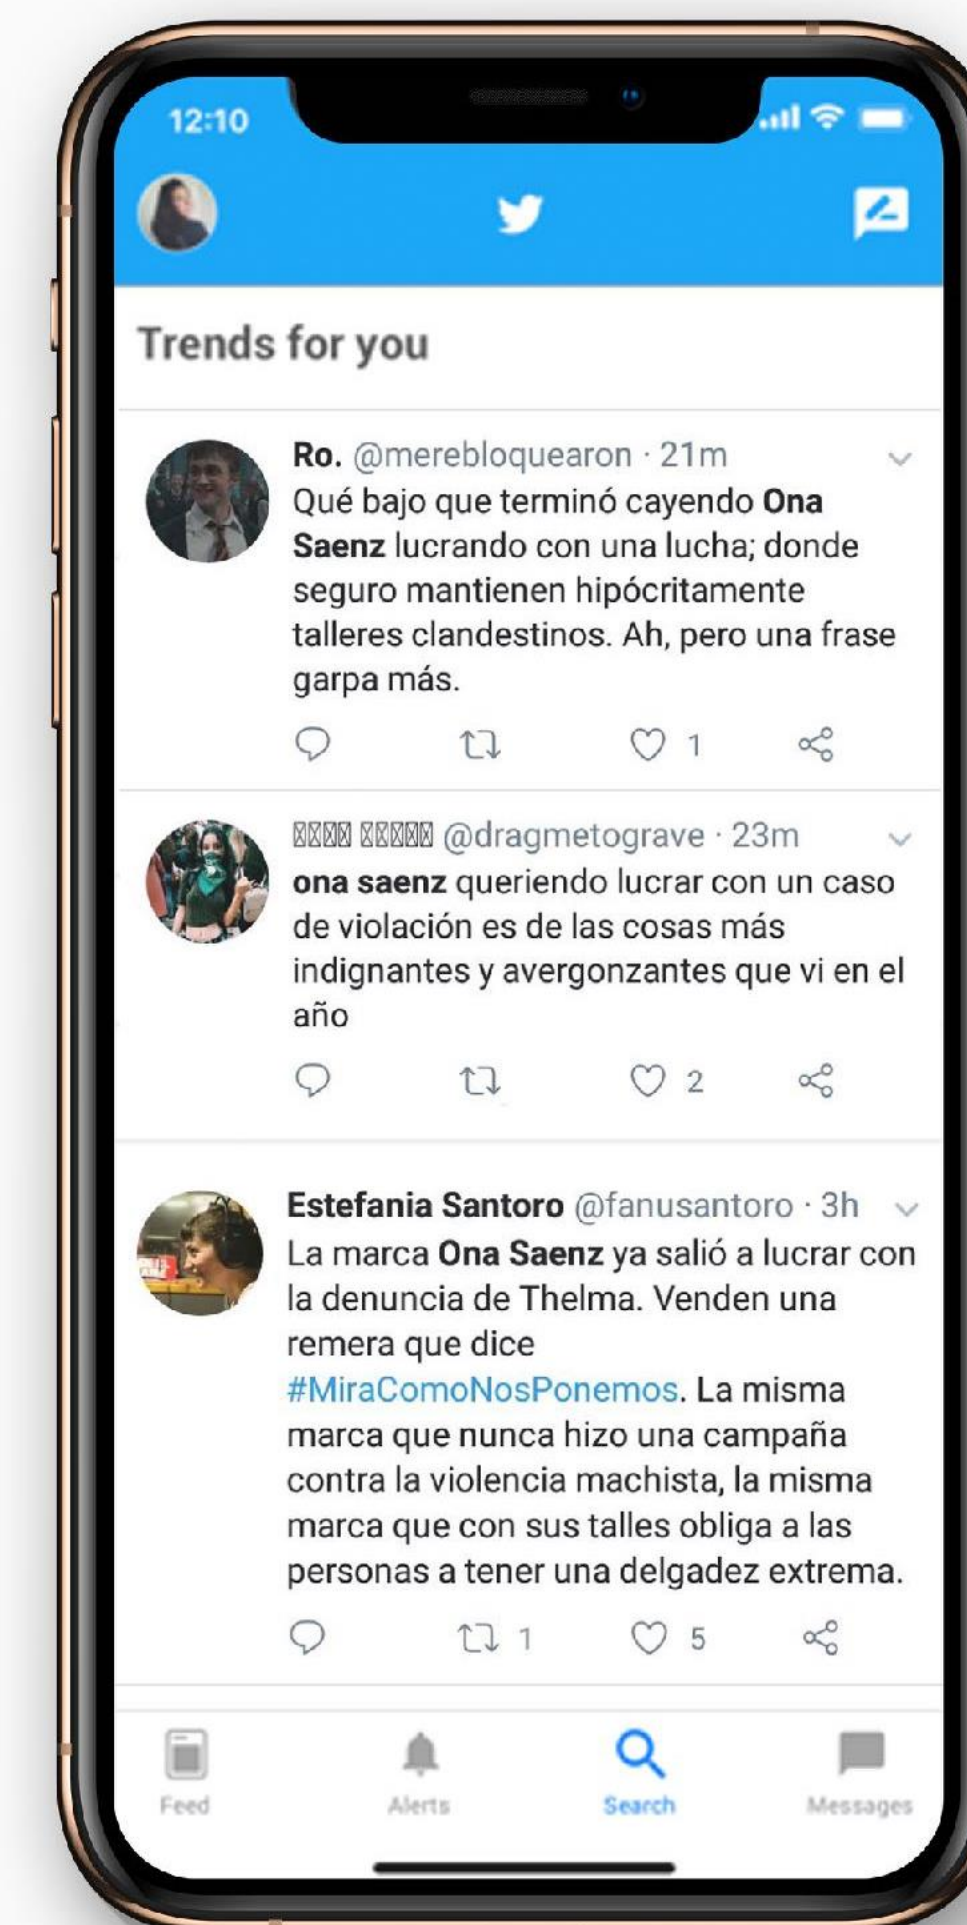 12:10
Trends for you
Ro. @merebloquearon · 21m
Qué bajo que terminó cayendo Ona
Saenz lucrando con una lucha; donde
seguro mantienen hipócritamente
talleres clandestinos. Ah, pero una frase
garpa más.
1
@dragmetograve · 23m
ona saenz queriendo lucrar con un caso
de violación es de las cosas más
indignantes y avergonzantes que vi en el
año
2
Estefania Santoro @fanusantoro · 3h
La marca Ona Saenz ya salió a lucrar con
la denuncia de Thelma. Venden una
remera que dice
#MiraComoNosPonemos. La misma
marca que nunca hizo una campaña
contra la violencia machista, la misma
marca que con sus talles obliga a las
personas a tener una delgadez extrema.
1 5
Feed Alerts Search Messages